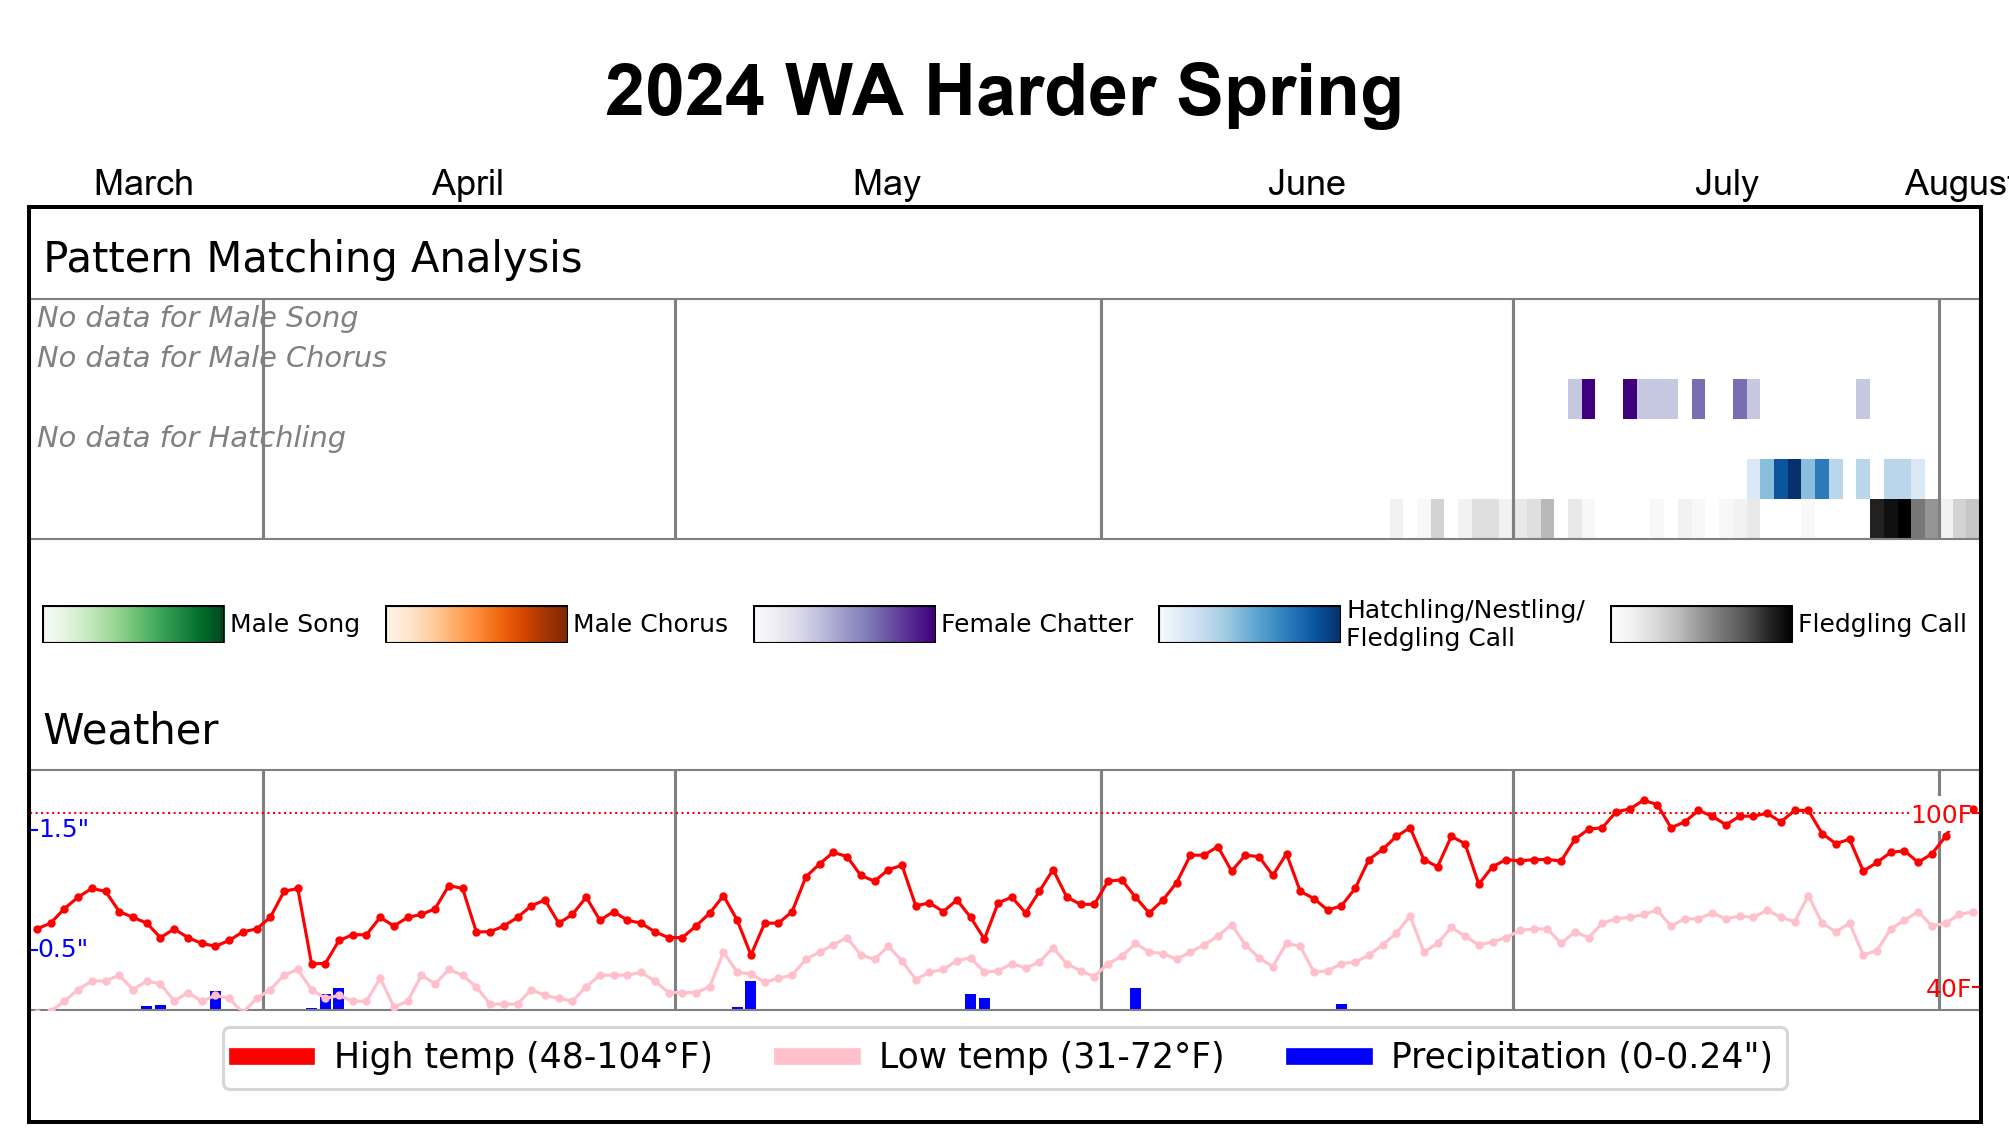 2024 WA Harder Spring
March April May June July Augus
Pattern Matching Analysis
No data for Male Song
No data for Male Chorus
No data for Hatchling
Male Song Male Chorus Female Chatter Hatchling/Nestling/
Fledgling Call Fledgling Call
Weather
1.5" 100F
0.5" 40F
High temp (48-104°F) Low temp (31-72°F) Precipitation (0-0.24")